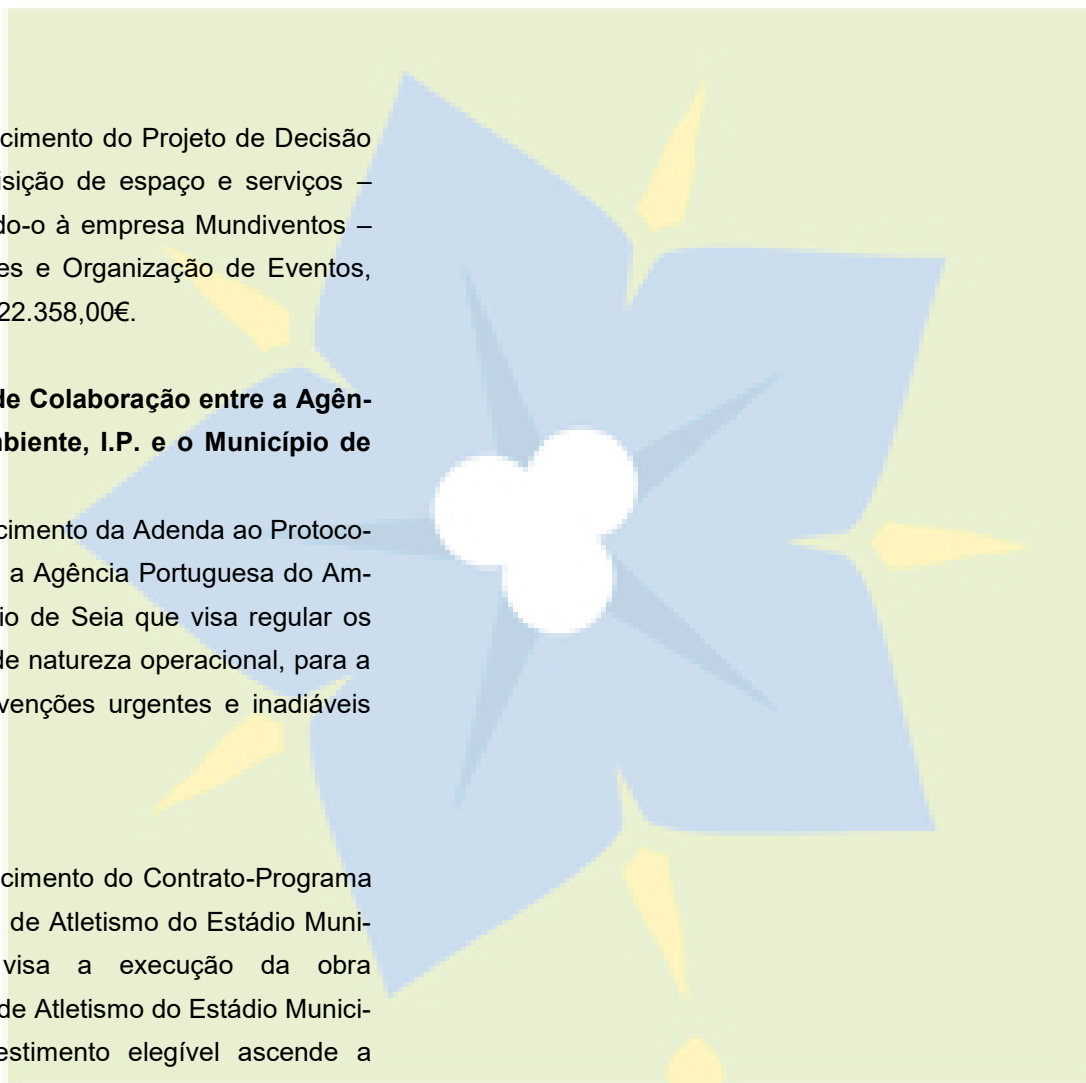 cimento do Projeto de Decisão
isição de espaço e serviços –
do-o à empresa Mundiventos –
es e Organização de Eventos,
22.358,00€.
de Colaboração entre a Agên-
biente, I.P. e o Município de
cimento da Adenda ao Protoco-
a Agência Portuguesa do Am-
io de Seia que visa regular os
de natureza operacional, para a
venções urgentes e inadiáveis
cimento do Contrato-Programa
de Atletismo do Estádio Muni-
visa a execução da obra
de Atletismo do Estádio Munici-
estimento elegível ascende a